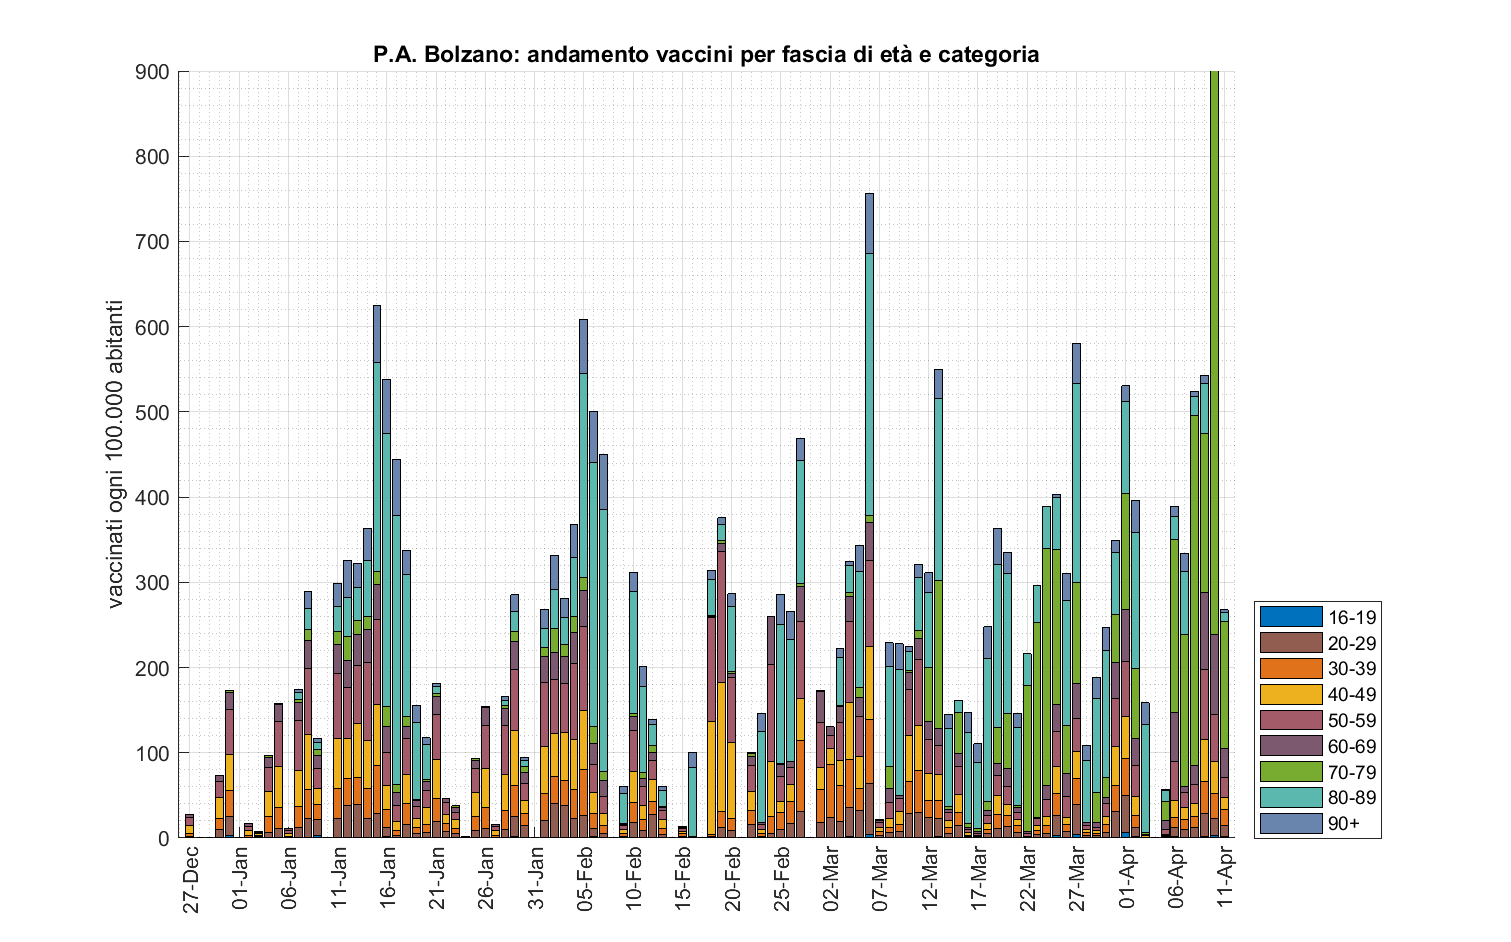 P.A. Bolzano: andamento vaccini per fascia di età e categoria
vaccinati ogni 100.000 abitanti
900
800
700
600
500
400
300
200
100
0
27-Dec
01-Jan
06-Jan
11-Jan
16-Jan
21-Jan
26-Jan
31-Jan
05-Feb
10-Feb
15-Feb
20-Feb
25-Feb
02-Mar
07-Mar
12-Mar
17-Mar
22-Mar
27-Mar
01-Apr
06-Apr
11-Apr
16-19
20-29
30-39
40-49
50-59
60-69
70-79
80-89
90+